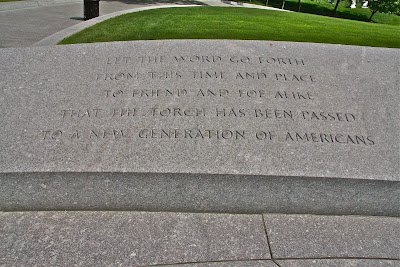 LET THE WORD GO FORTH
FROM THIS TIME AND PLACE
TO FRIEND AND FOE ALIKE
THAT THE TORCH HAS BEEN PASSED
TO A NEW GENERATION OF AMERICANS